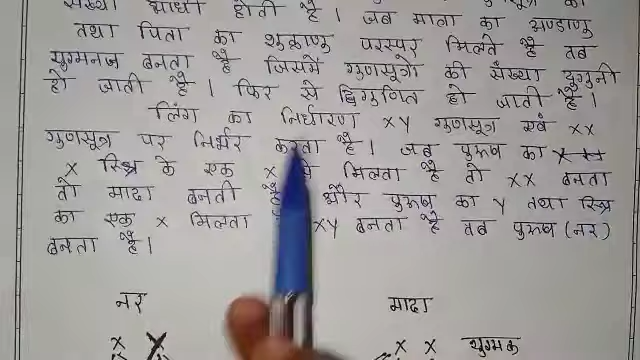 संख्या आधी होती है। जब माता का अण्डाणु
तथा पिता का शुक्राणु परस्पर मिलते है तब
युग्मनज बनता है जिसमें गुणसूत्रो की संख्या दुगुनी
हो जाती है। फिर से द्विगुणित हो जाती है।
लिंग का निर्धारण XY गुणसूत्र एवं XX
गुणसूत्र पर निर्भर करता है। जब पुरूष का
X स्त्रि के एक X से मिलता है तो XX बनता
तो मादा बनती है और पुरूष का Y तथा स्त्रि
का एक X मिलता XY बनता है तब पुरूष (नर)
बनता है।
नर मादा
X Y X X युग्मक